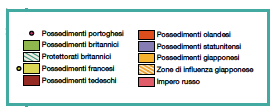 Possedimenti portoghesi
Possedimenti britannici
Protettorati britannici
Possedimenti francesi
Possedimenti tedeschi
Possedimenti olandesi
Possedimenti statunitensi
Possedimenti giapponesi
Zone di influenza giapponese
Impero russo